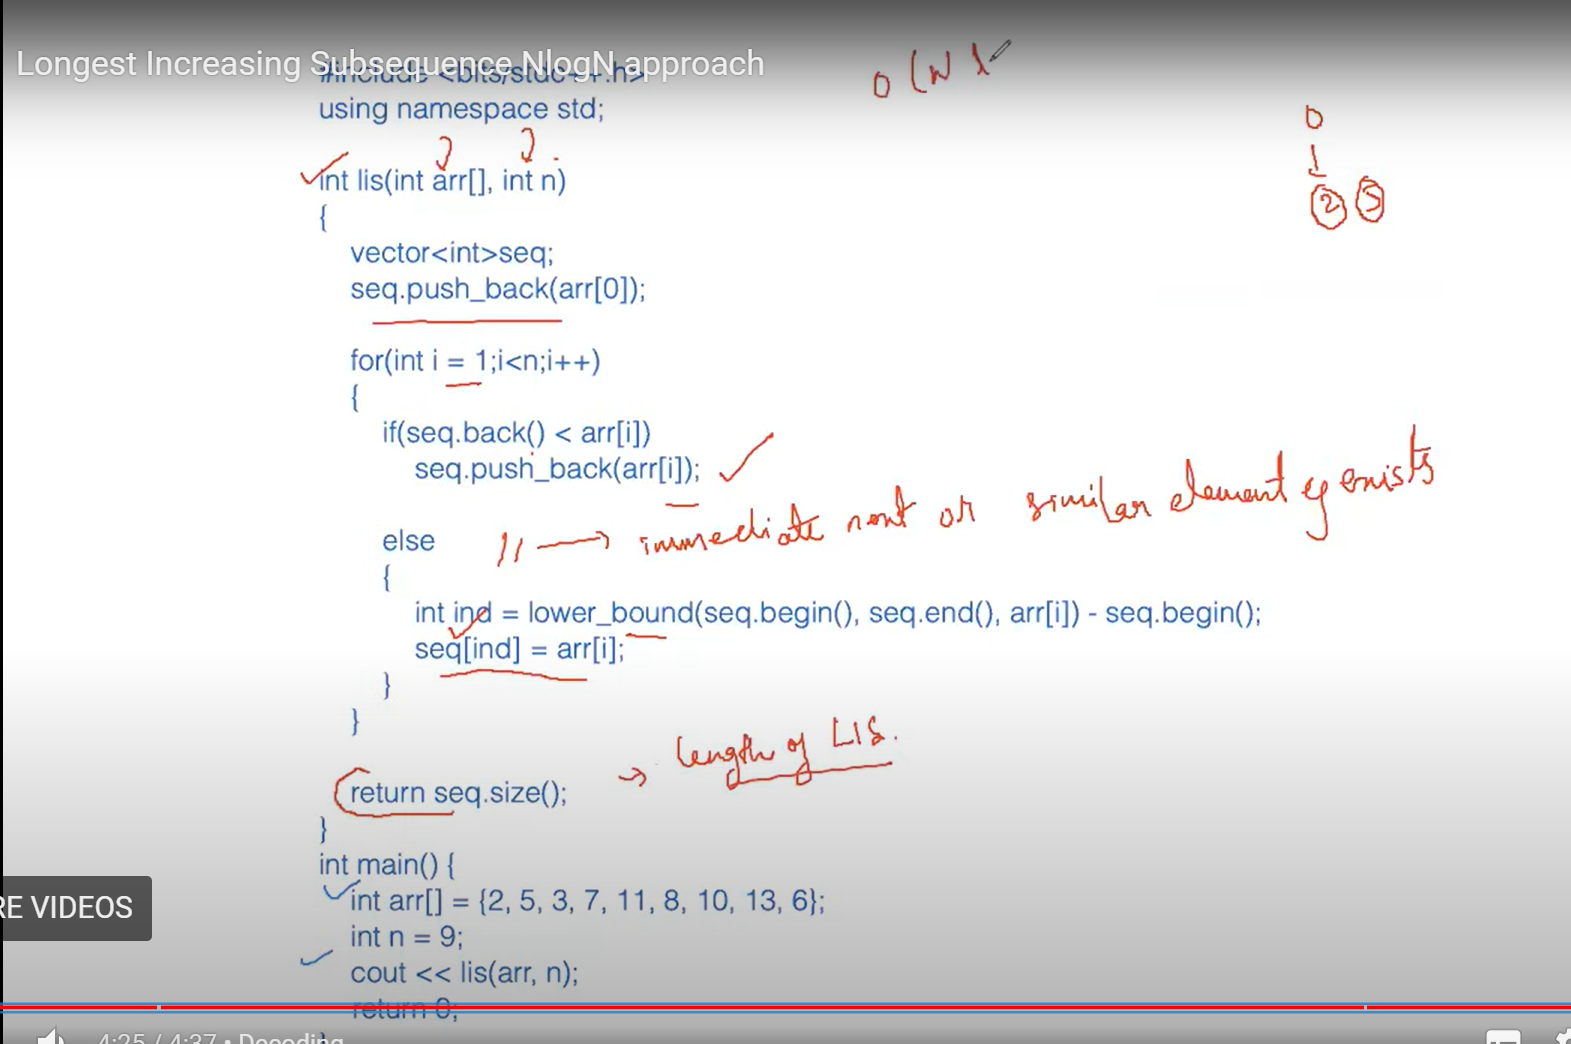 Longest Increasing Subsequence NlogN approach
#include <bits/stdc++.h>
using namespace std;
O(N l
0
1
2 5
int lis(int arr[], int n)
{
vector<int>seq;
seq.push_back(arr[0]);
for(int i = 1;i<n;i++)
{
if(seq.back() < arr[i])
seq.push_back(arr[i]);
else // → immediate next or similar element if exists
{
int ind = lower_bound(seq.begin(), seq.end(), arr[i]) - seq.begin();
seq[ind] = arr[i];
}
}
return seq.size(); → length of LIS.
}
int main() {
int arr[] = {2, 5, 3, 7, 11, 8, 10, 13, 6};
RE VIDEOS
int n = 9;
cout << lis(arr, n);
return 0;
4:25 / 4:37 • Decoding